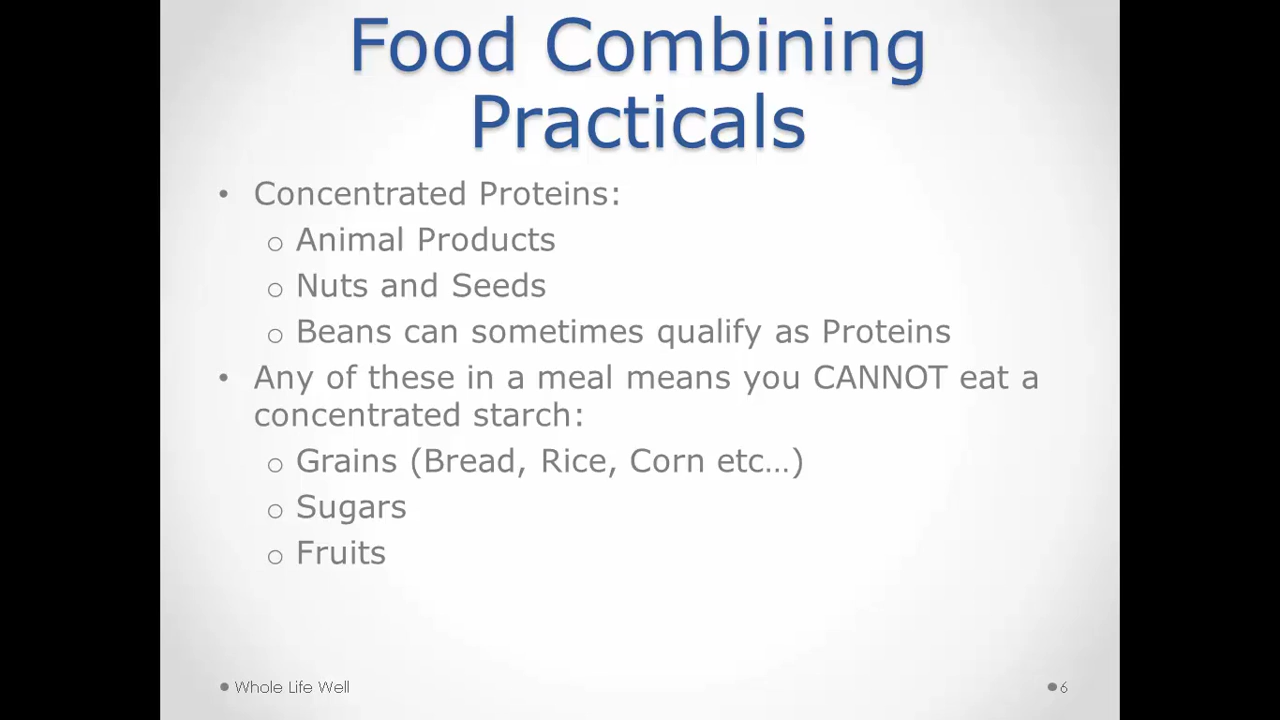 Food Combining
Practicals
• Concentrated Proteins:
o Animal Products
o Nuts and Seeds
o Beans can sometimes qualify as Proteins
• Any of these in a meal means you CANNOT eat a
concentrated starch:
o Grains (Bread, Rice, Corn etc…)
o Sugars
o Fruits
● Whole Life Well
● 6